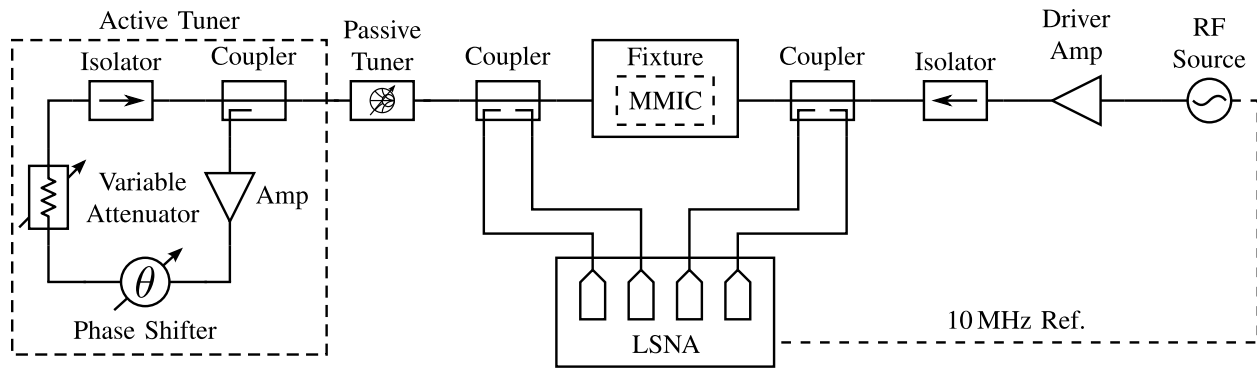 Active Tuner
Isolator
Coupler
Passive
Tuner
Coupler
Fixture
MMIC
Coupler
Isolator
Driver
Amp
RF
Source
Variable
Attenuator
Amp
θ
Phase Shifter
LSNA
10 MHz Ref.